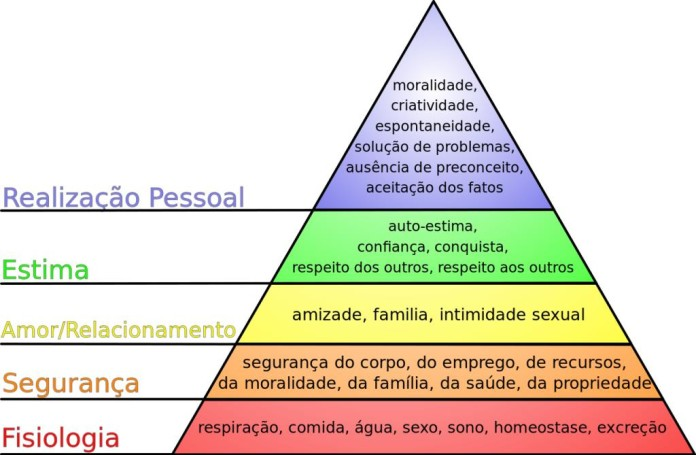 moralidade,
criatividade,
espontaneidade,
solução de problemas,
ausência de preconceito,
aceitação dos fatos
Realização Pessoal
auto-estima,
confiança, conquista,
respeito dos outros, respeito aos outros
Estima
amizade, familia, intimidade sexual
Amor/Relacionamento
segurança do corpo, do emprego, de recursos,
da moralidade, da família, da saúde, da propriedade
Segurança
respiração, comida, água, sexo, sono, homeostase, excreção
Fisiologia